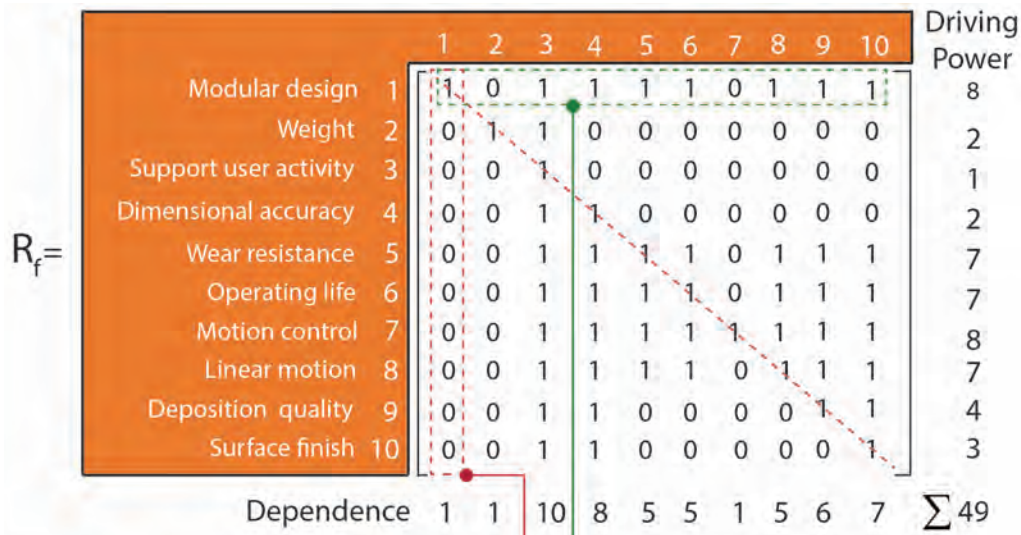 Driving
Power
1 2 3 4 5 6 7 8 9 10
Modular design 1 1 0 1 1 1 1 0 1 1 1 8
Weight 2 0 1 1 0 0 0 0 0 0 0 2
Support user activity 3 0 0 1 0 0 0 0 0 0 0 1
Dimensional accuracy 4 0 0 1 1 0 0 0 0 0 0 2
R_f= Wear resistance 5 0 0 1 1 1 1 0 1 1 1 7
Operating life 6 0 0 1 1 1 1 0 1 1 1 7
Motion control 7 0 0 1 1 1 1 1 1 1 1 8
Linear motion 8 0 0 1 1 1 1 0 1 1 1 7
Deposition quality 9 0 0 1 1 0 0 0 0 1 1 4
Surface finish 10 0 0 1 1 0 0 0 0 0 1 3
Dependence 1 1 10 8 5 5 1 5 6 7 ∑ 49